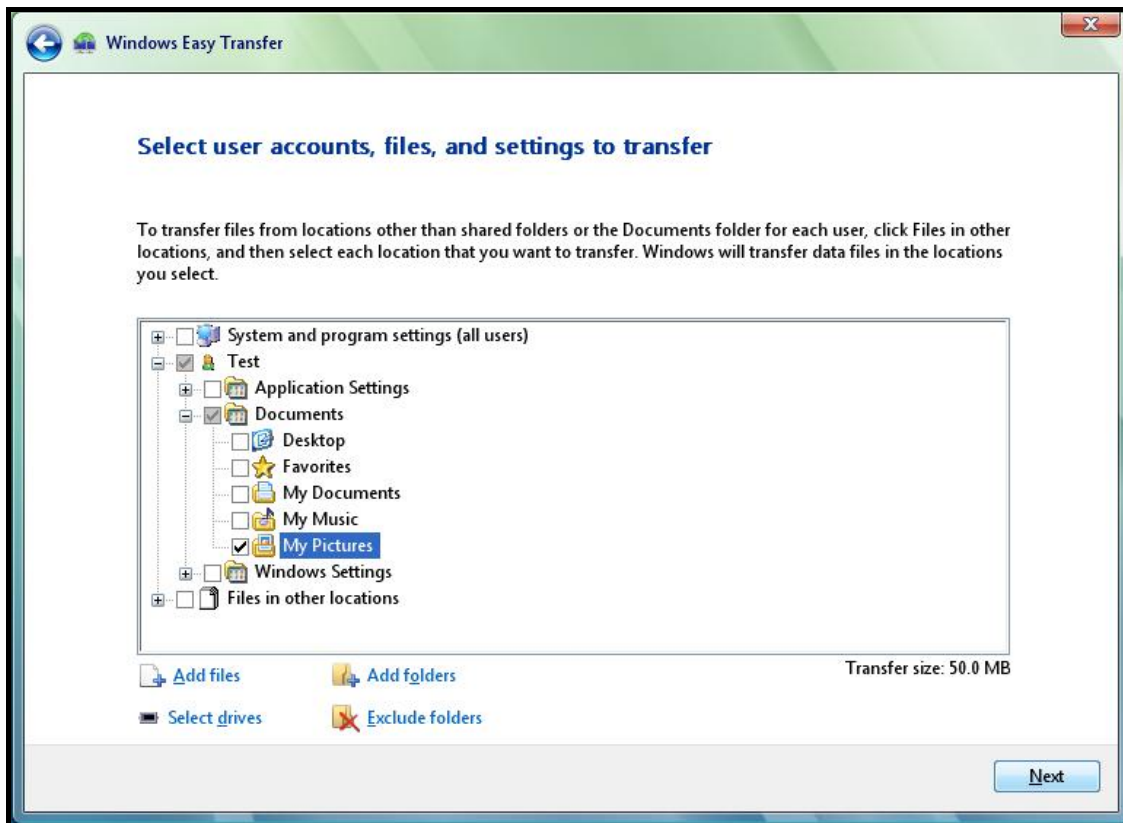 Windows Easy Transfer
Select user accounts, files, and settings to transfer
To transfer files from locations other than shared folders or the Documents folder for each user, click Files in other
locations, and then select each location that you want to transfer. Windows will transfer data files in the locations
you select.
System and program settings (all users)
Test
Application Settings
Documents
Desktop
Favorites
My Documents
My Music
My Pictures
Windows Settings
Files in other locations
Add files
Add folders
Transfer size: 50.0 MB
Select drives
Exclude folders
Next